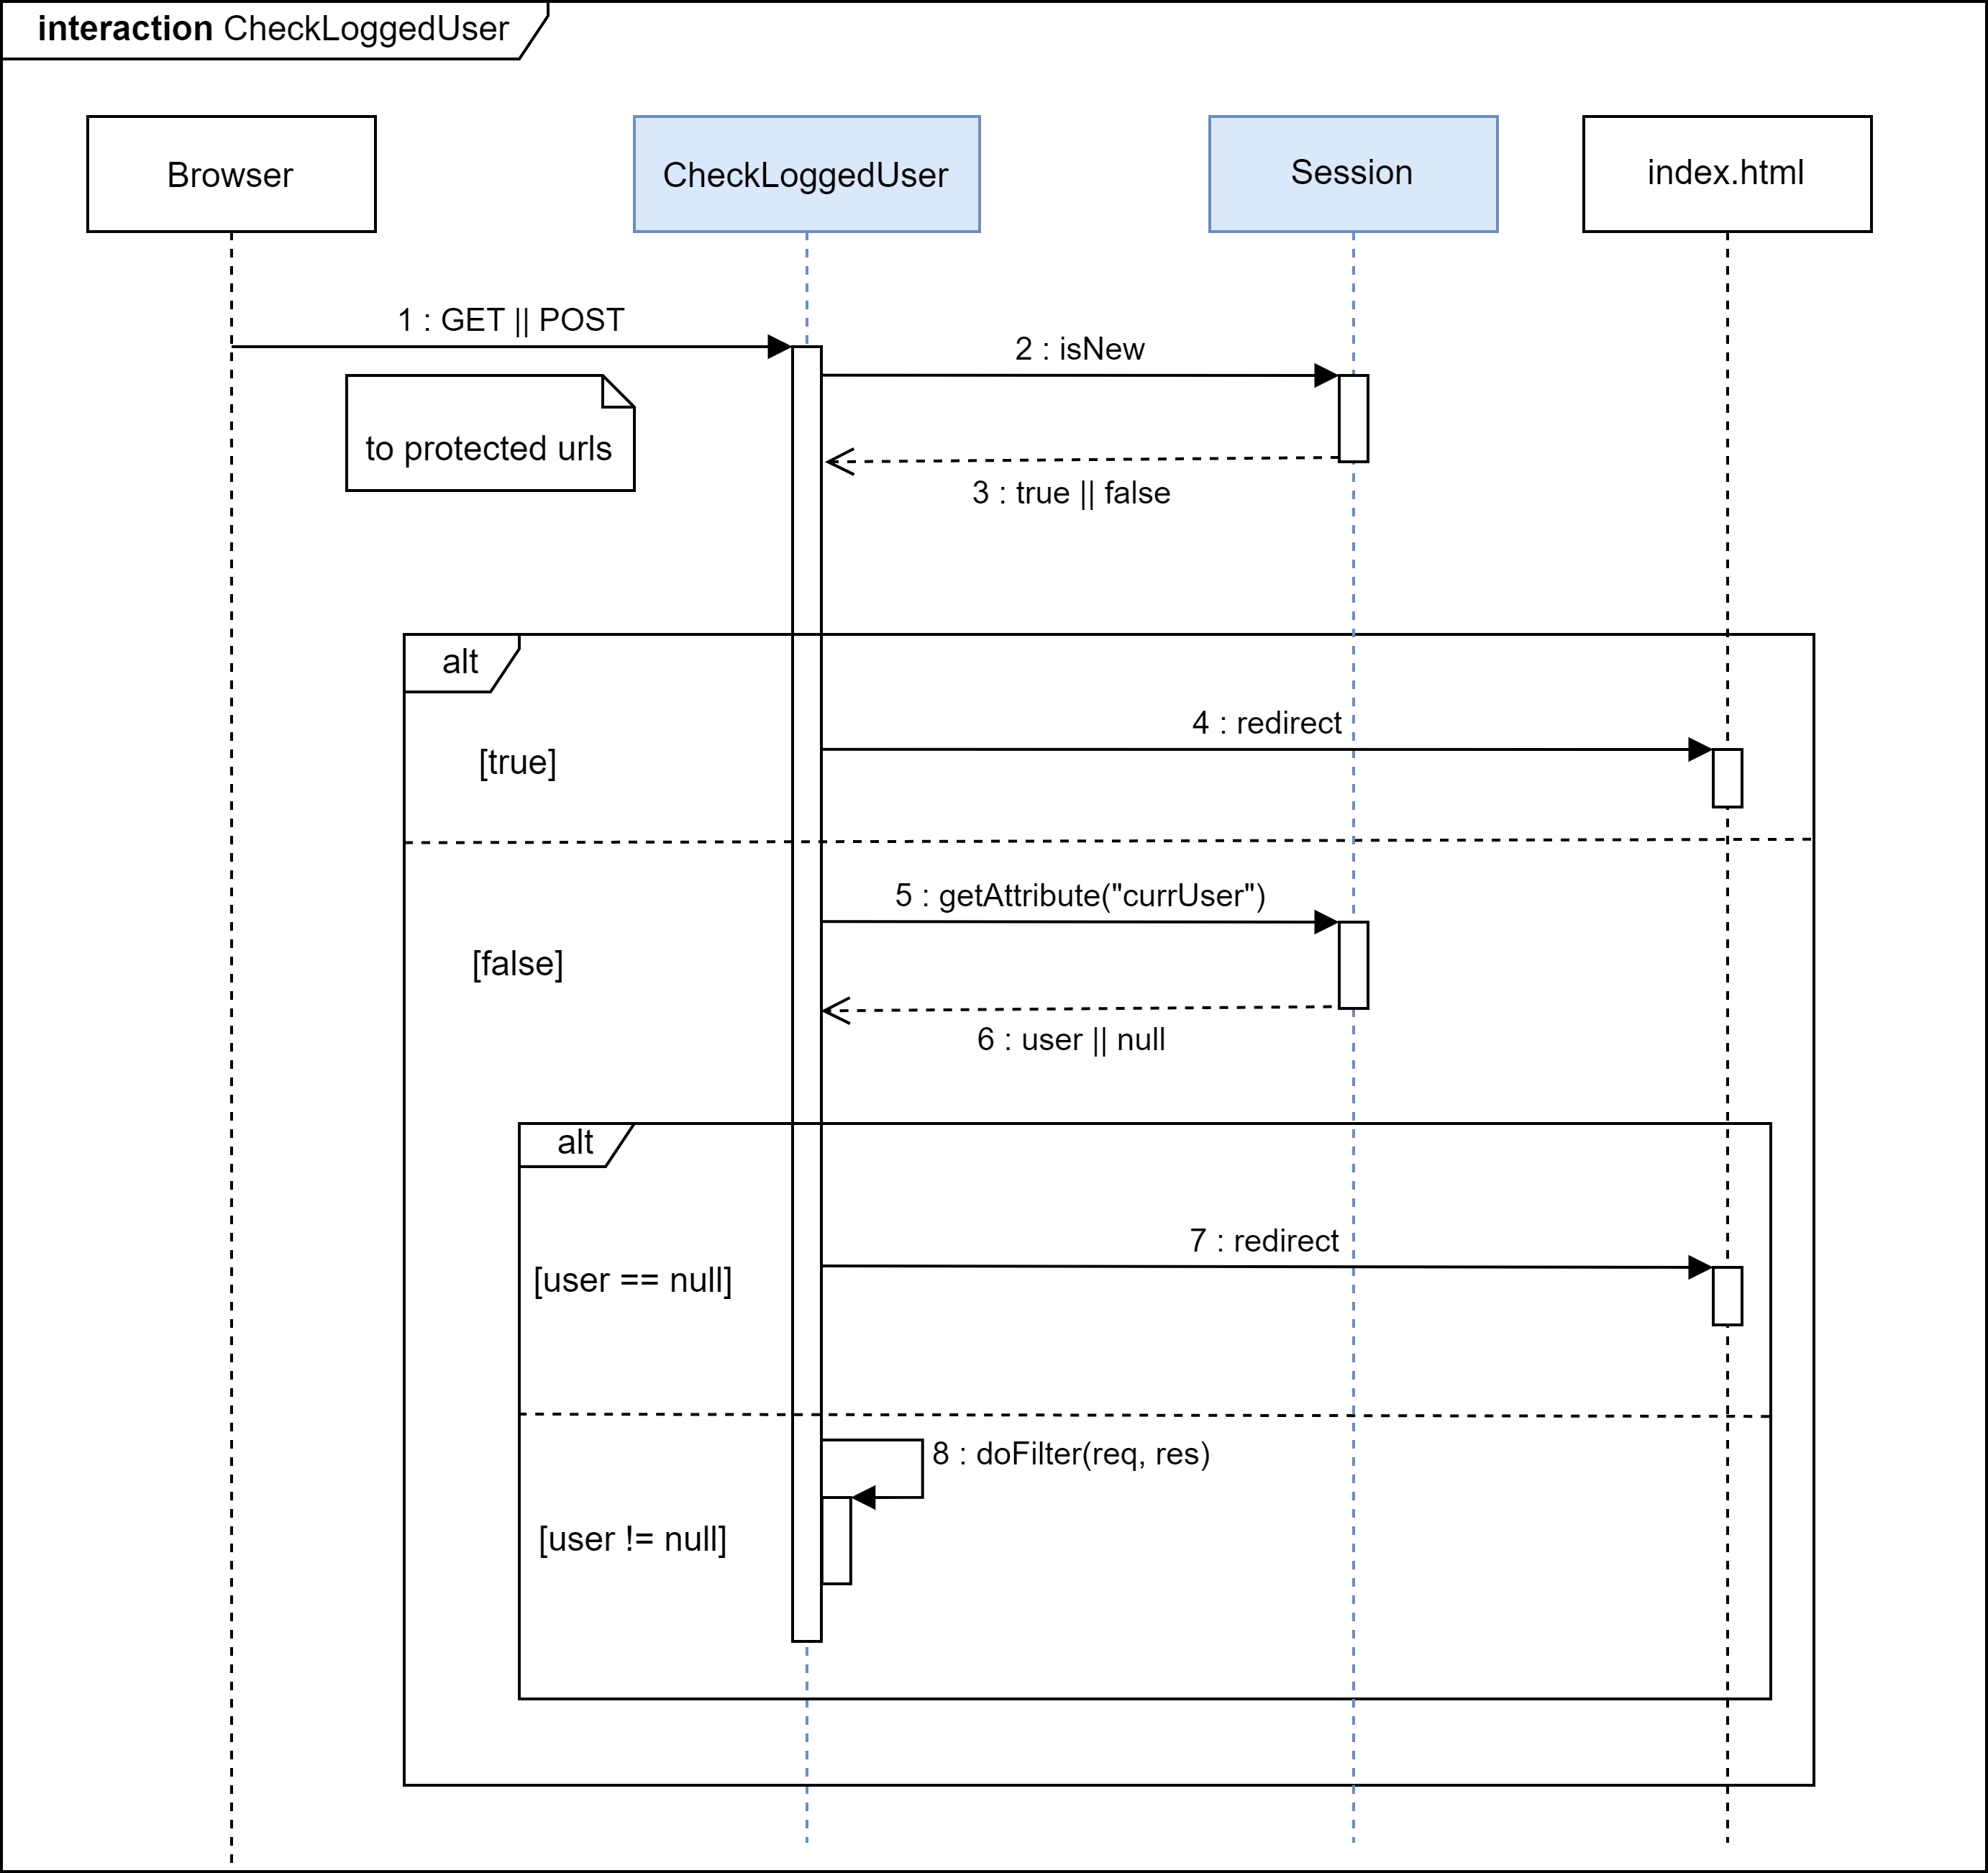 interaction CheckLoggedUser
Browser
CheckLoggedUser
Session
index.html
1 : GET || POST
2 : isNew
to protected urls
3 : true || false
alt
4 : redirect
[true]
5 : getAttribute("currUser")
[false]
6 : user || null
alt
7 : redirect
[user == null]
8 : doFilter(req, res)
[user != null]